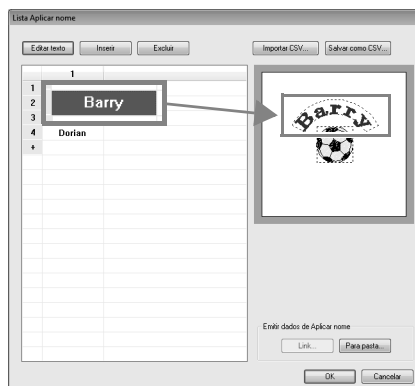 Lista Aplicar nome
Editar texto Inserir Excluir Importar CSV... Salvar como CSV...
1
1
2 Barry
3
4 Dorian
+
Barry
Emitir dados de Aplicar nome
Link... Para pasta...
OK Cancelar